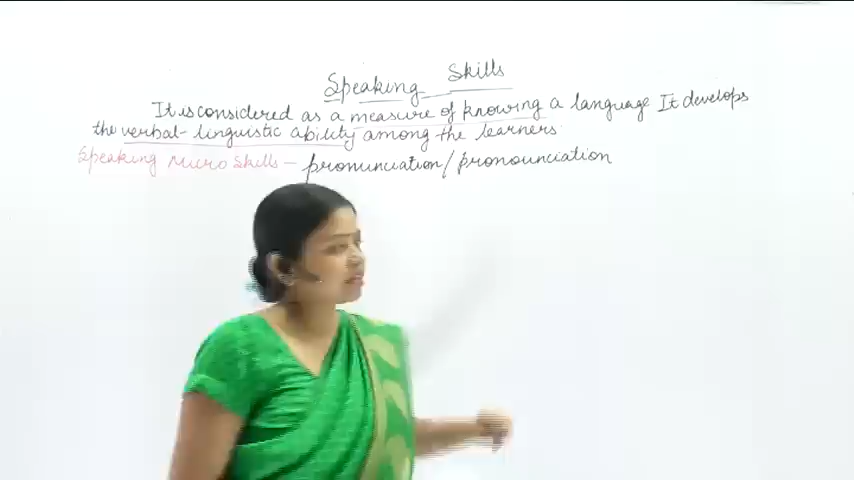 Speaking Skills
It is considered as a measure of knowing a language It develops
the verbal-linguistic ability among the learners
Speaking Micro Skills - pronunciation/pronounciation